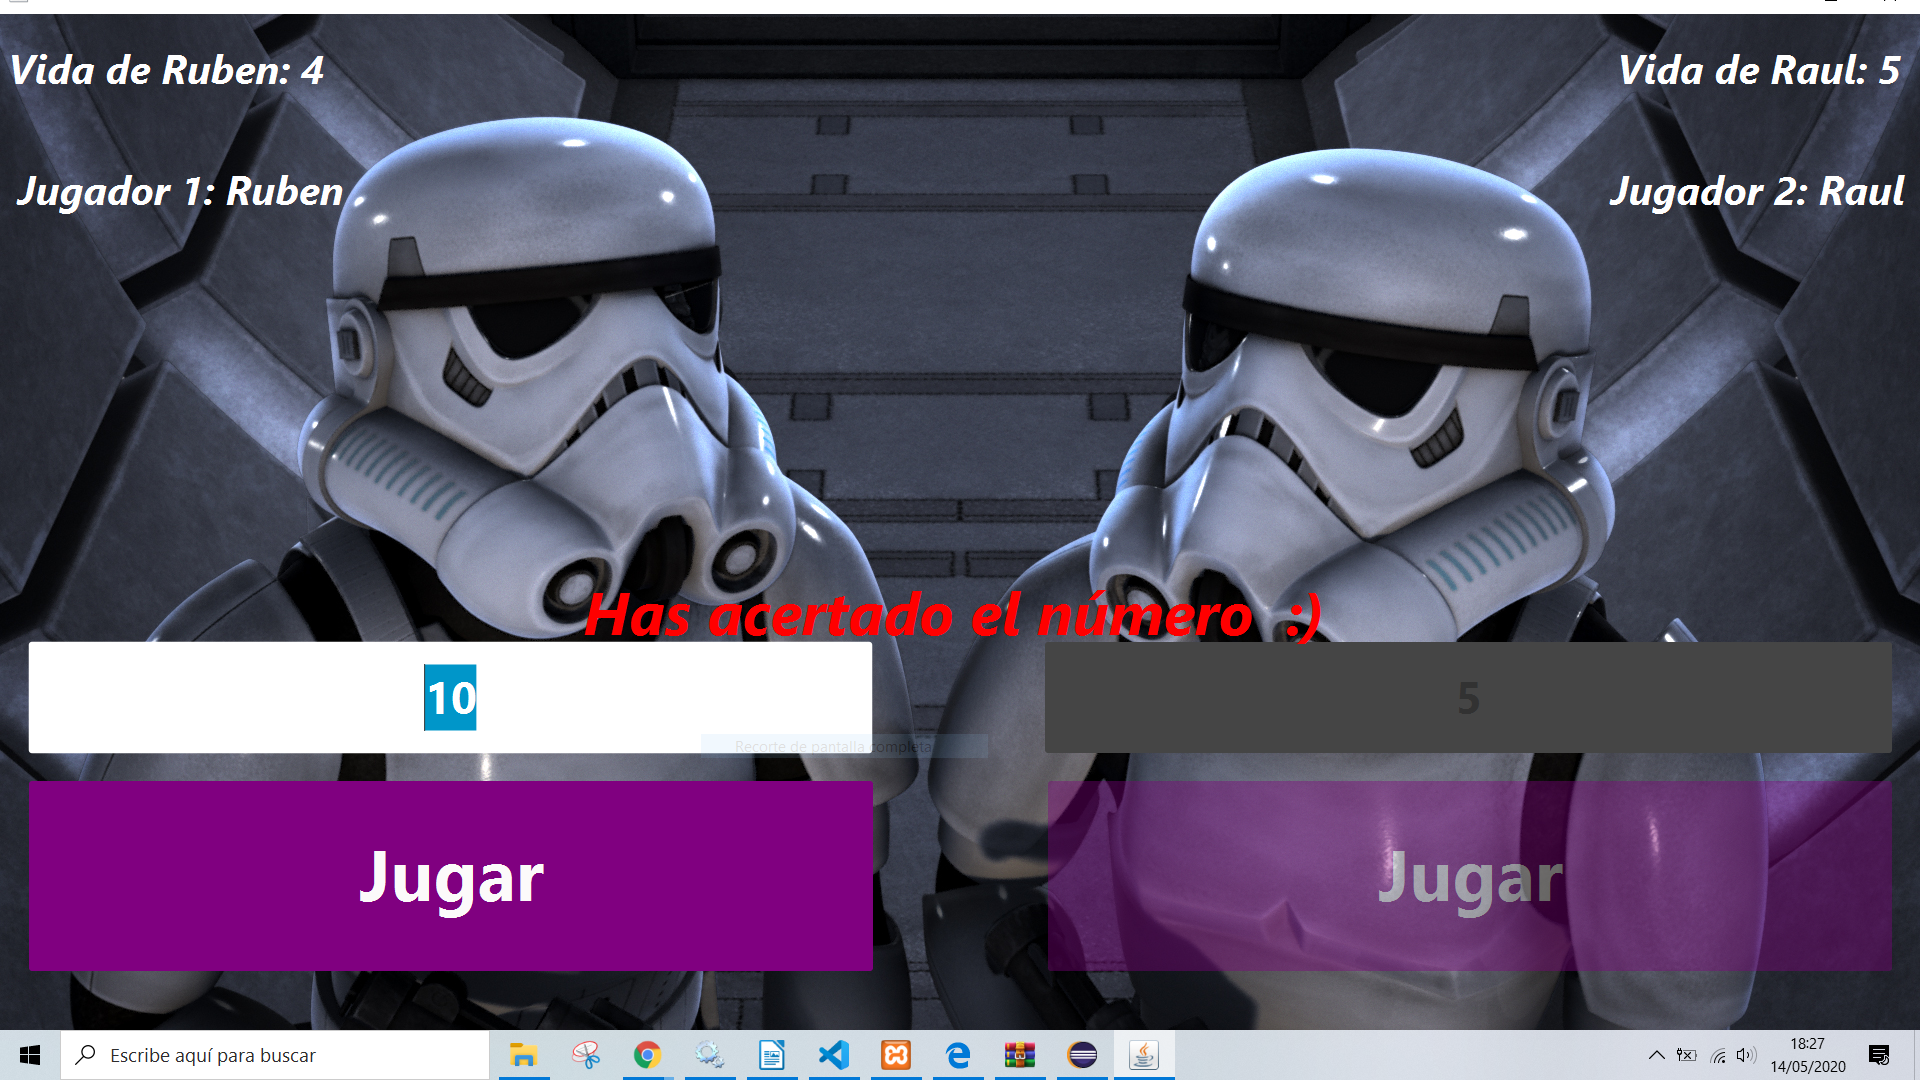 Vida de Ruben: 4
Vida de Raul: 5
Jugador 1: Ruben
Jugador 2: Raul
Has acertado el número :)
10
5
Recorte de pantalla completa
Jugar
Jugar
Escribe aquí para buscar
18:27
14/05/2020